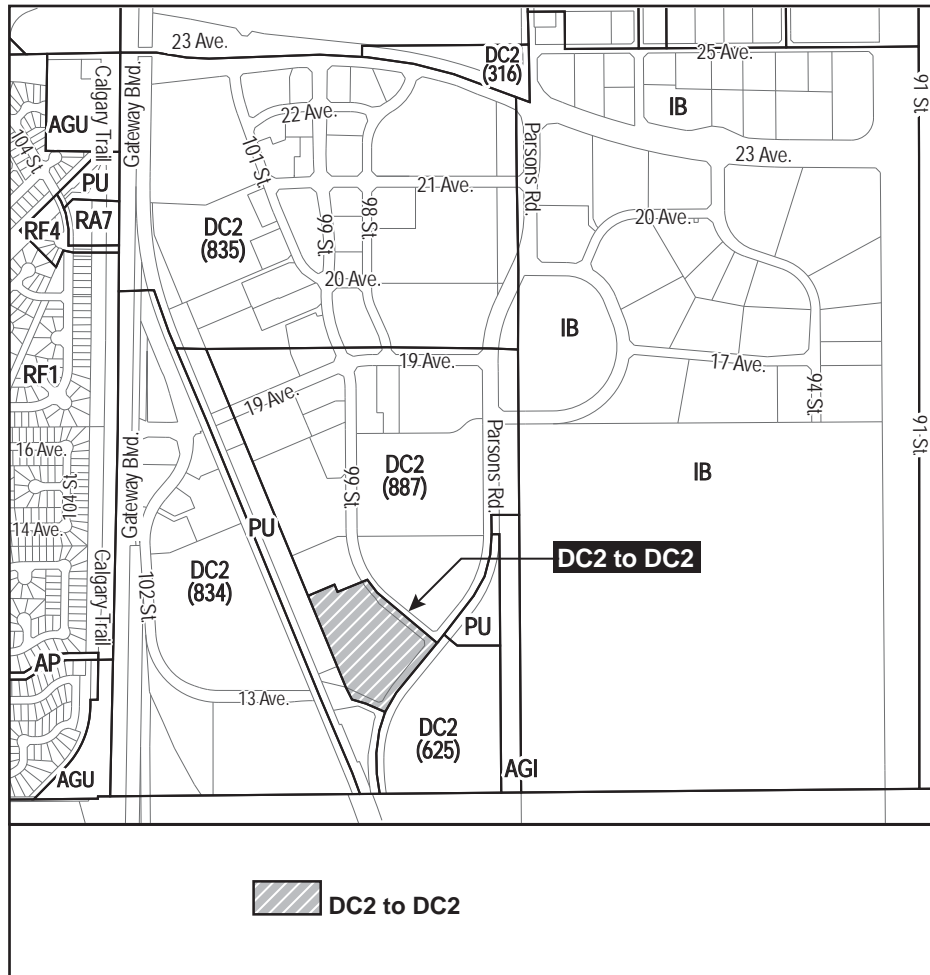 23 Ave.
DC2
(316)
25 Ave.
91 St.
Calgary Trail
Gateway Blvd.
AGU
104 St.
22 Ave.
IB
Parsons Rd.
101 St.
23 Ave.
PU
21 Ave.
RF4
RA7
DC2
(835)
99 St.
98 St.
20 Ave.
20 Ave.
IB
19 Ave.
17 Ave.
RF1
94 St.
19 Ave.
91 St.
16 Ave.
104 St.
Gateway Blvd.
DC2
(887)
99 St.
Parsons Rd.
IB
14 Ave.
PU
DC2 to DC2
Calgary Trail
102 St.
DC2
(834)
PU
AP
13 Ave.
DC2
(625)
AGU
AGI
DC2 to DC2